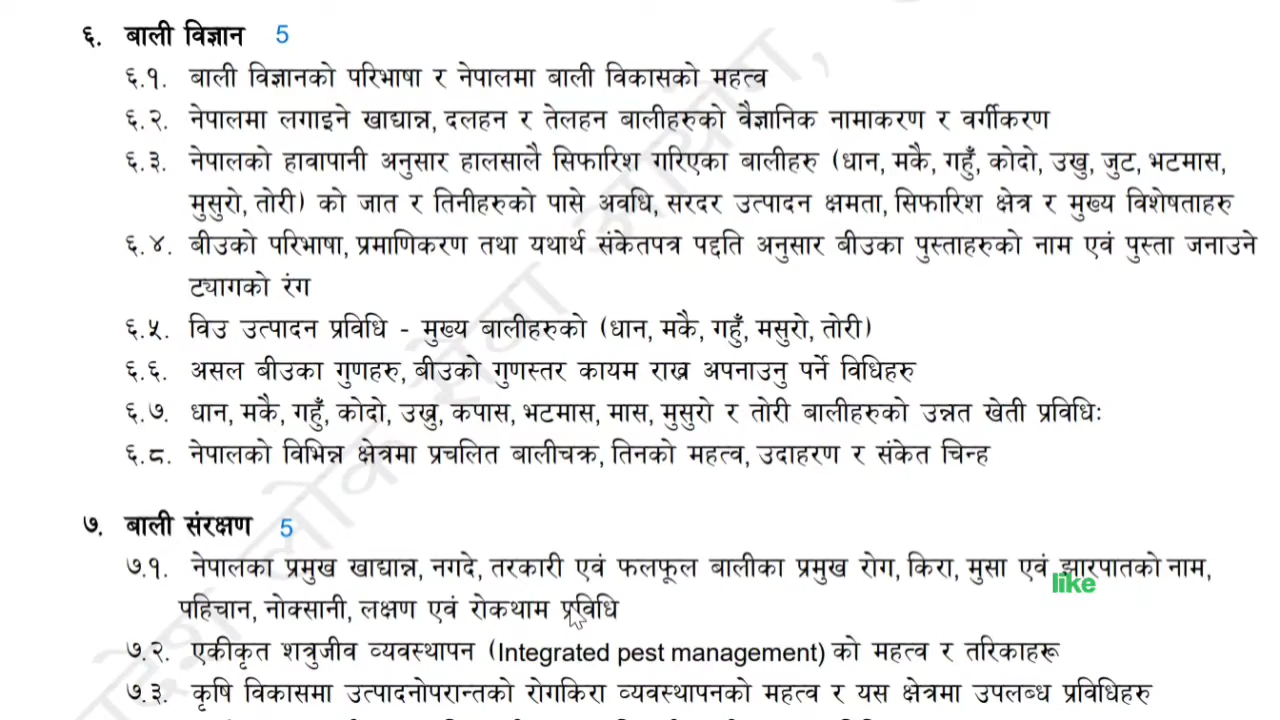 ६. बाली विज्ञान 5
६.१. बाली विज्ञानको परिभाषा र नेपालमा बाली विकासको महत्व
६.२. नेपालमा लगाइने खाद्यान्न, दलहन र तेलहन बालीहरुको वैज्ञानिक नामाकरण र वर्गीकरण
६.३. नेपालको हावापानी अनुसार हालसालै सिफारिश गरिएका बालीहरु (धान, मकै, गहुँ, कोदो, उखु, जुट, भटमास,
मुसुरो, तोरी) को जात र तिनीहरुको पासे अवधि, सरदर उत्पादन क्षमता, सिफारिश क्षेत्र र मुख्य विशेषताहरु
६.४. बीउको परिभाषा, प्रमाणिकरण तथा यथार्थ संकेतपत्र पद्दति अनुसार बीउका पुस्ताहरुको नाम एवं पुस्ता जनाउने
ट्यागको रंग
६.५. विउ उत्पादन प्रविधि - मुख्य बालीहरुको (धान, मकै, गहुँ, मसुरो, तोरी)
६.६. असल बीउका गुणहरु, बीउको गुणस्तर कायम राख्न अपनाउनु पर्ने विधिहरु
६.७. धान, मकै, गहुँ, कोदो, उखु, कपास, भटमास, मास, मुसुरो र तोरी बालीहरुको उन्नत खेती प्रविधिः
६.८. नेपालको विभिन्न क्षेत्रमा प्रचलित बालीचक्र, तिनको महत्व, उदाहरण र संकेत चिन्ह
७. बाली संरक्षण 5
७.१. नेपालका प्रमुख खाद्यान्न, नगदे, तरकारी एवं फलफूल बालीका प्रमुख रोग, किरा, मुसा एवं झारपातको नाम,
like
पहिचान, नोक्सानी, लक्षण एवं रोकथाम प्रविधि
७.२. एकीकृत शत्रुजीव व्यवस्थापन (Integrated pest management) को महत्व र तरिकाहरू
७.३. कृषि विकासमा उत्पादनोपरान्तको रोगकिरा व्यवस्थापनको महत्व र यस क्षेत्रमा उपलब्ध प्रविधिहरु